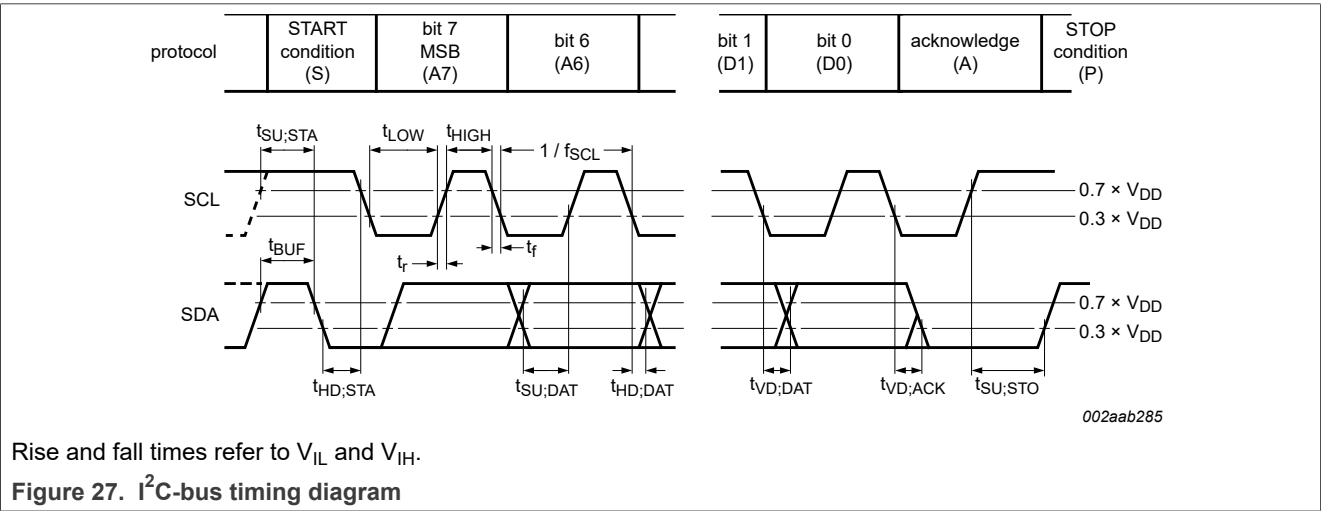 protocol
START condition (S)
bit 7 MSB (A7)
bit 6 (A6)
bit 1 (D1)
bit 0 (D0)
acknowledge (A)
STOP condition (P)
tSU;STA
tLOW
tHIGH
1 / fSCL
SCL
0.7 × VDD
0.3 × VDD
tBUF
tr
tf
SDA
0.7 × VDD
0.3 × VDD
tHD;STA
tSU;DAT
tHD;DAT
tVD;DAT
tVD;ACK
tSU;STO
002aab285
Rise and fall times refer to VIL and VIH.
Figure 27. I²C-bus timing diagram